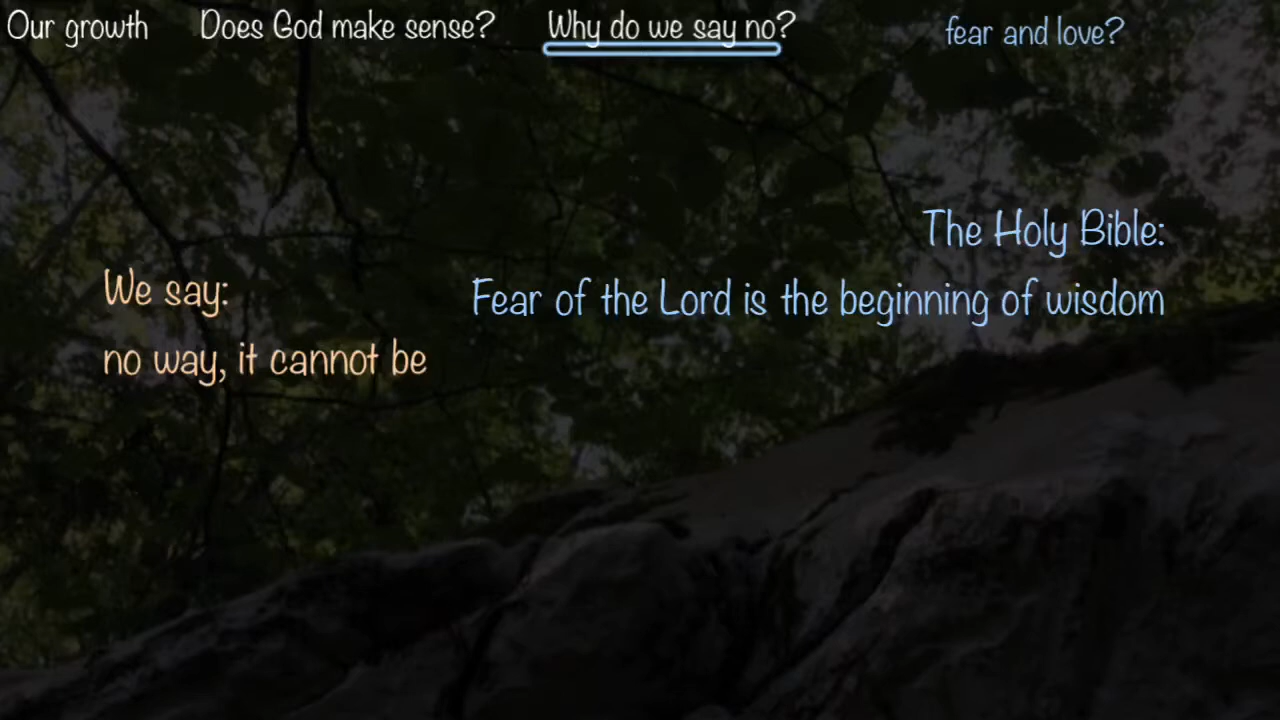 Our growth
Does God make sense?
Why do we say no?
fear and love?
The Holy Bible:
Fear of the Lord is the beginning of wisdom
We say:
no way, it cannot be